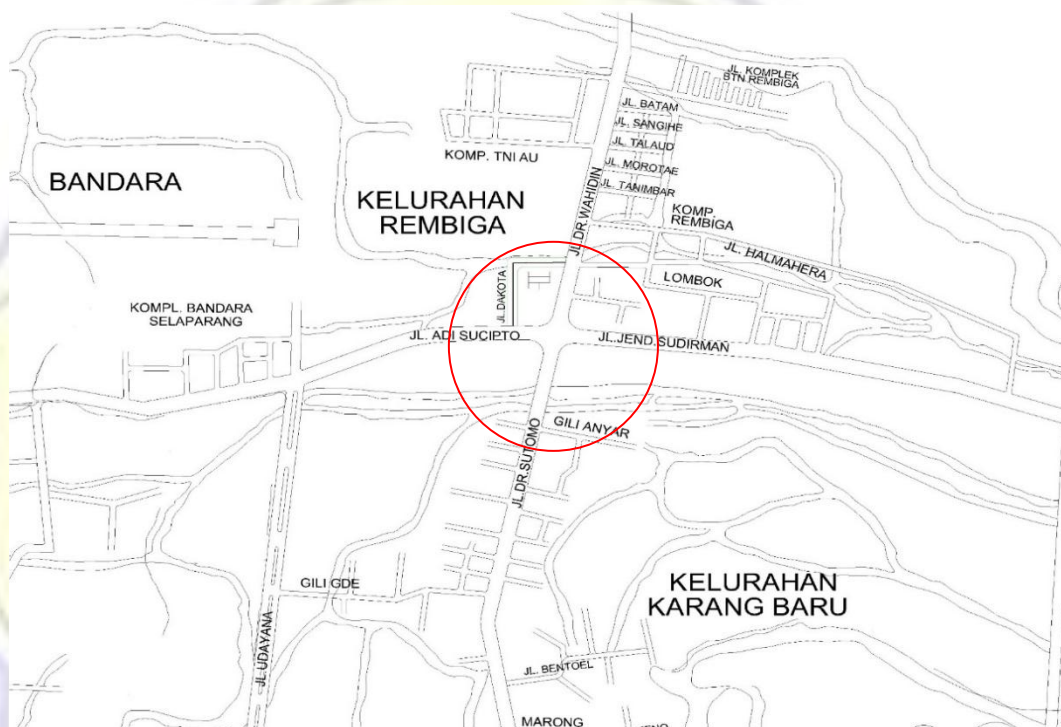 JL. KOMPLEK
BTN REMBIGA
JL. BATAM
JL. SANGIHE
JL. TALAUD
KOMP. TNI AU
JL. MOROTAE
BANDARA
JL. TANIMBAR
KELURAHAN
REMBIGA
JL.DR.WAHIDIN
KOMP.
REMBIGA
JL. HALMAHERA
LOMBOK
JL. DAKOTA
KOMPL. BANDARA
SELAPARANG
JL. ADI SUCIPTO
JL.JEND.SUDIRMAN
GILI ANYAR
JL.DR.SUTOMO
GILI GDE
KELURAHAN
KARANG BARU
JL.UDAYANA
JL. BENTOEL
MARONG